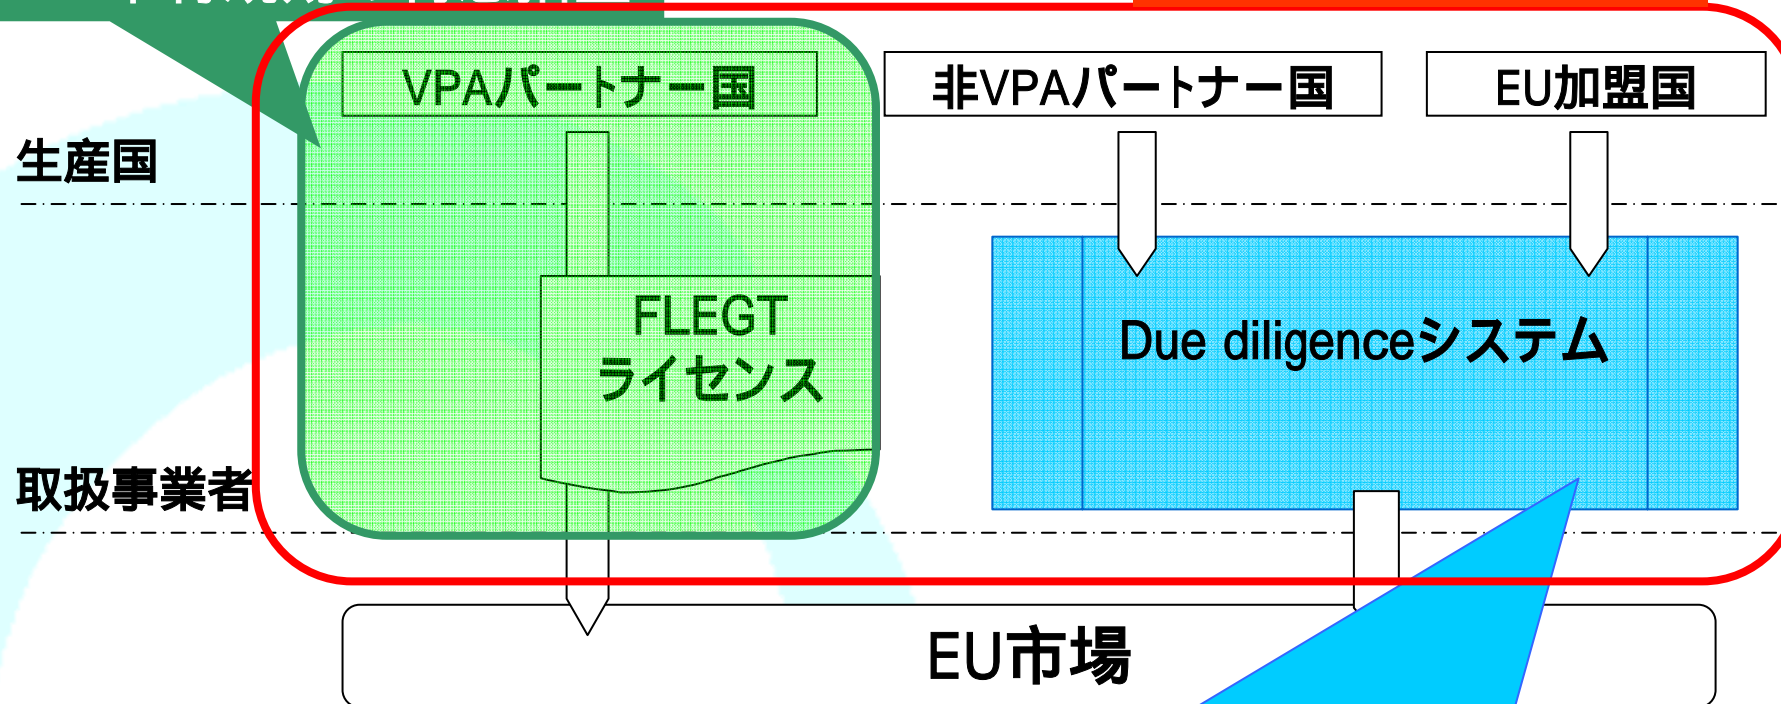 VPAパートナー国
非VPAパートナー国
EU加盟国
生産国
FLEGT
ライセンス
Due diligenceシステム
取扱事業者
EU市場